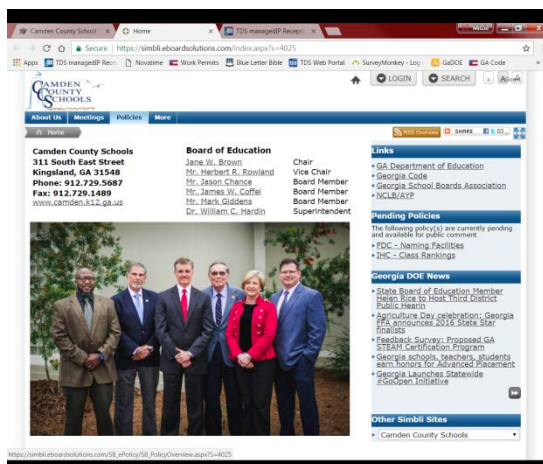 Camden County School
Home
TDS managedIP Recepti
Secure
https://simbli.eboardsolutions.com/index.aspx?s=4025
Apps
TDS managedIP Rece
Novatime
Work Permits
Blue Letter Bible
TDS Web Portal
SurveyMonkey - Log
GaDOE
GA Code
CAMDEN
COUNTY
SCHOOLS
LOGIN
SEARCH
About Us
Meetings
Policies
More
Home
RSS Overview
SHARE
Camden County Schools
311 South East Street
Kingsland, GA 31548
Phone: 912.729.5687
Fax: 912.729.1489
www.camden.k12.ga.us
Board of Education
Jane W. Brown Chair
Mr. Herbert R. Rowland Vice Chair
Mr. Jason Chance Board Member
Mr. James W. Coffel Board Member
Mr. Mark Giddens Board Member
Dr. William C. Hardin Superintendent
Links
GA Department of Education
Georgia Code
Georgia School Boards Association
NCLB/AYP
Pending Policies
The following policy(s) are currently pending
and available for public comment
FDC - Naming Facilities
IHC - Class Rankings
Georgia DOE News
State Board of Education Member
Helen Rice to Host Third District
Public Hearin
Agriculture Day celebration: Georgia
FFA announces 2016 State Star
finalists
Feedback Survey: Proposed GA
STEAM Certification Program
Georgia schools, teachers, students
earn honors for Advanced Placement
Georgia Launches Statewide
#GoOpen Initiative
Other Simbli Sites
Camden County Schools
https://simbli.eboardsolutions.com/SB_ePolicy/SB_PolicyOverview.aspx?S=4025